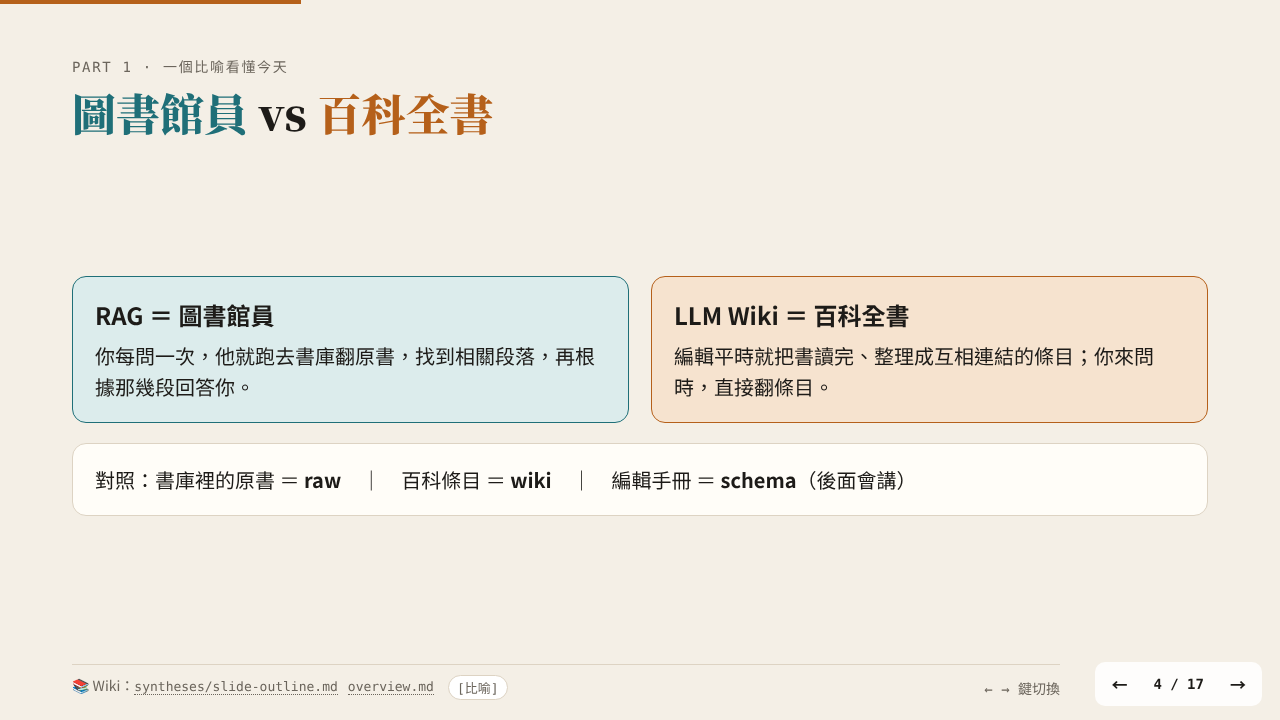 PART 1 · 一個比喻看懂今天
圖書館員 vs 百科全書
RAG ＝ 圖書館員
你每問一次，他就跑去書庫翻原書，找到相關段落，再根
據那幾段回答你。
LLM Wiki ＝ 百科全書
編輯平時就把書讀完、整理成互相連結的條目；你來問
時，直接翻條目。
對照：書庫裡的原書 ＝ raw ｜ 百科條目 ＝ wiki ｜ 編輯手冊 ＝ schema（後面會講）
📚 Wiki：syntheses/slide-outline.md overview.md [比喻]
← → 鍵切換
← 4 / 17 →